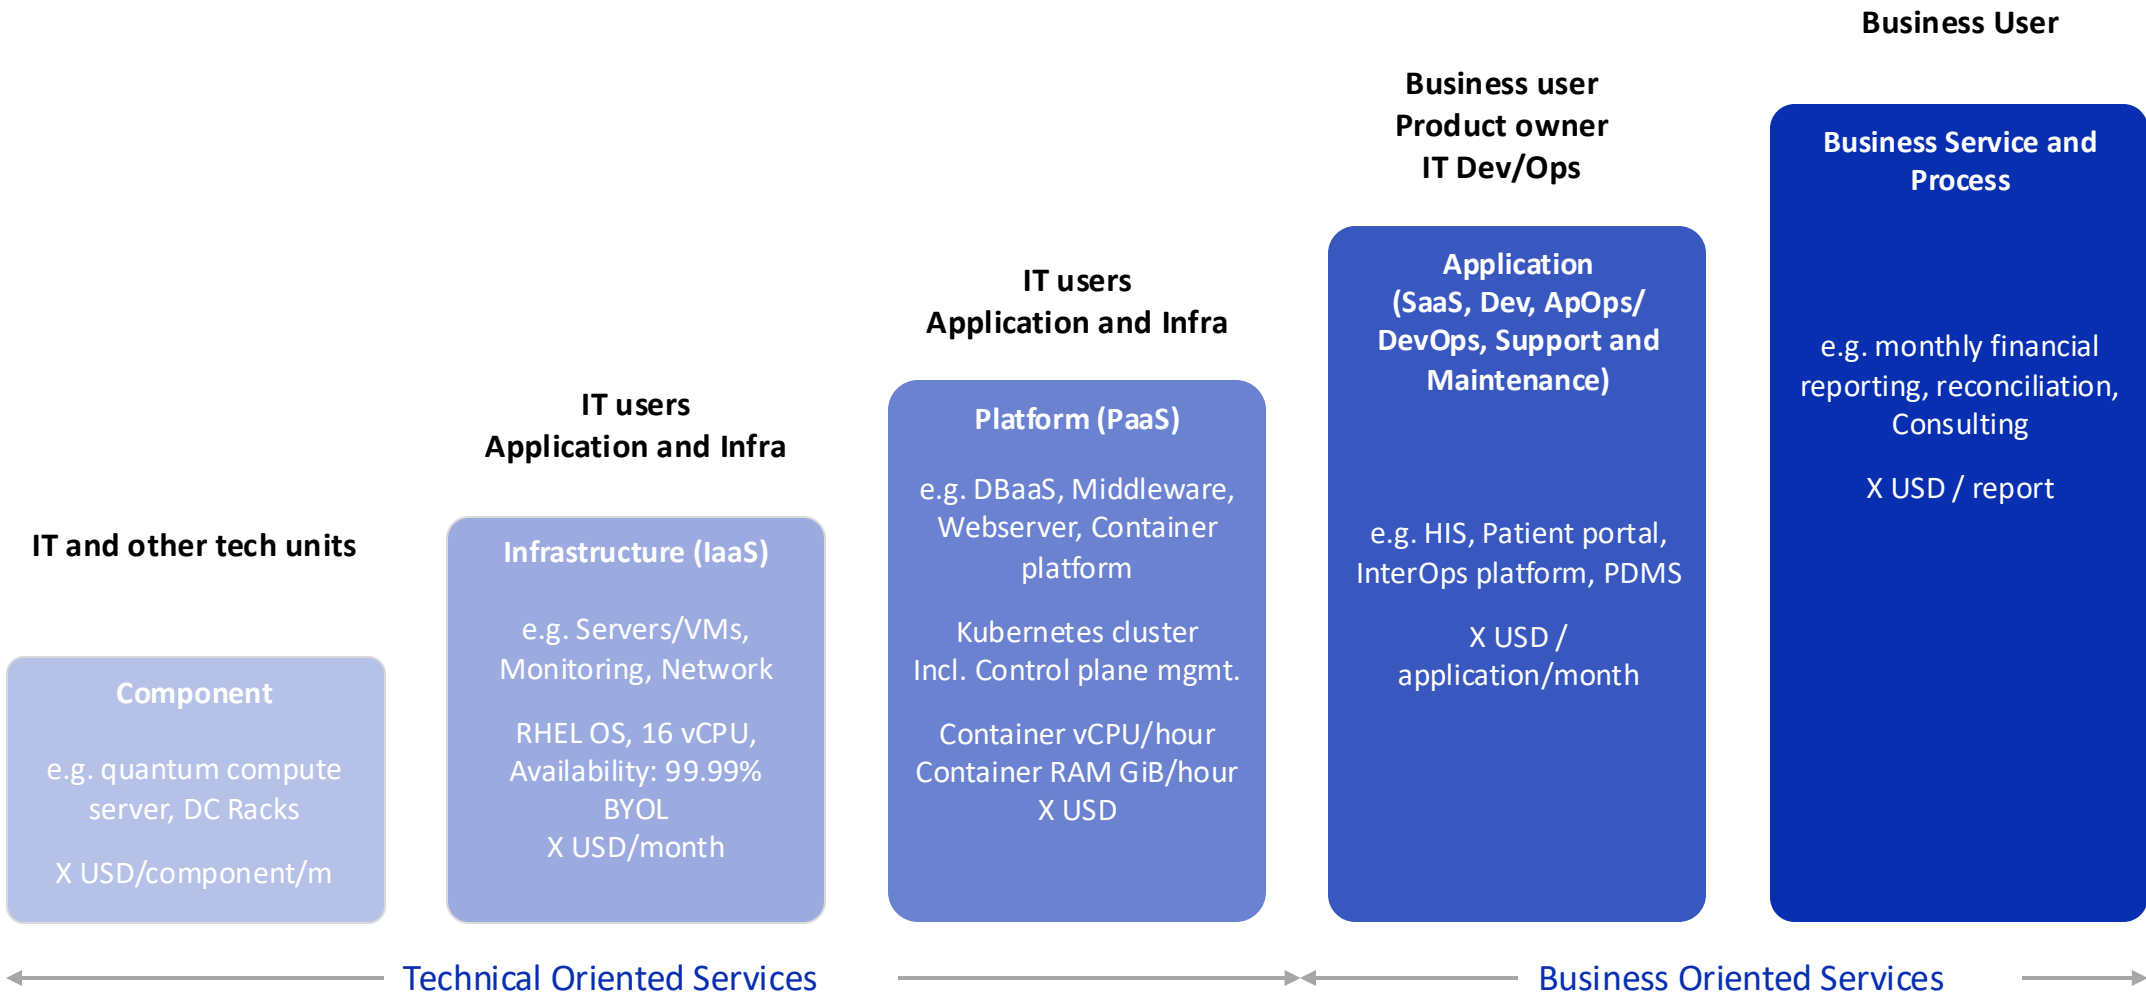 IT and other tech units
Component
e.g. quantum compute
server, DC Racks
X USD/component/m
IT users
Application and Infra
Infrastructure (IaaS)
e.g. Servers/VMs,
Monitoring, Network
RHEL OS, 16 vCPU,
Availability: 99.99%
BYOL
X USD/month
IT users
Application and Infra
Platform (PaaS)
e.g. DBaaS, Middleware,
Webserver, Container
platform
Kubernetes cluster
Incl. Control plane mgmt.
Container vCPU/hour
Container RAM GiB/hour
X USD
Business user
Product owner
IT Dev/Ops
Application
(SaaS, Dev, ApOps/
DevOps, Support and
Maintenance)
e.g. HIS, Patient portal,
InterOps platform, PDMS
X USD /
application/month
Business User
Business Service and
Process
e.g. monthly financial
reporting, reconciliation,
Consulting
X USD / report
Technical Oriented Services
Business Oriented Services